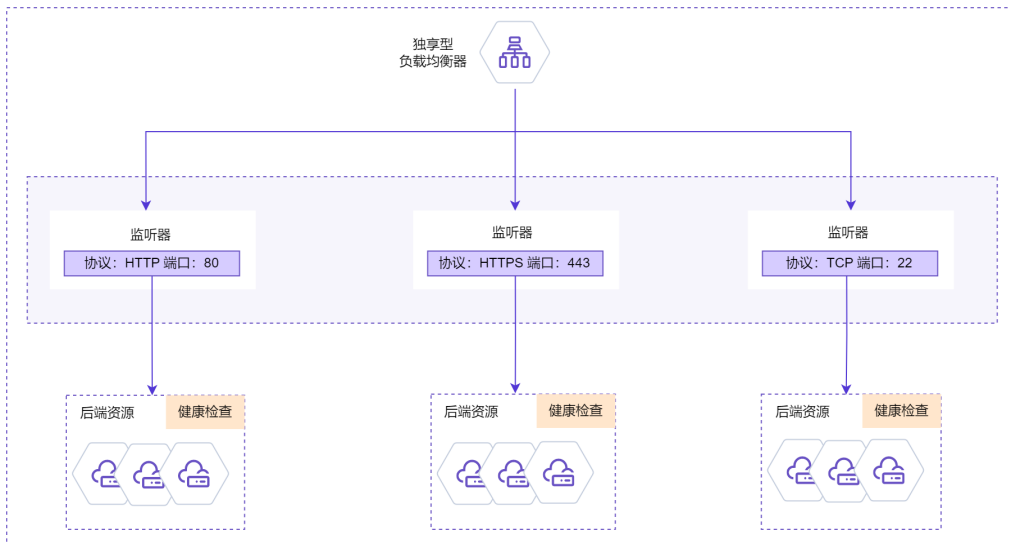 独享型
负载均衡器
监听器
协议：HTTP 端口：80
监听器
协议：HTTPS 端口：443
监听器
协议：TCP 端口：22
后端资源
健康检查
后端资源
健康检查
后端资源
健康检查